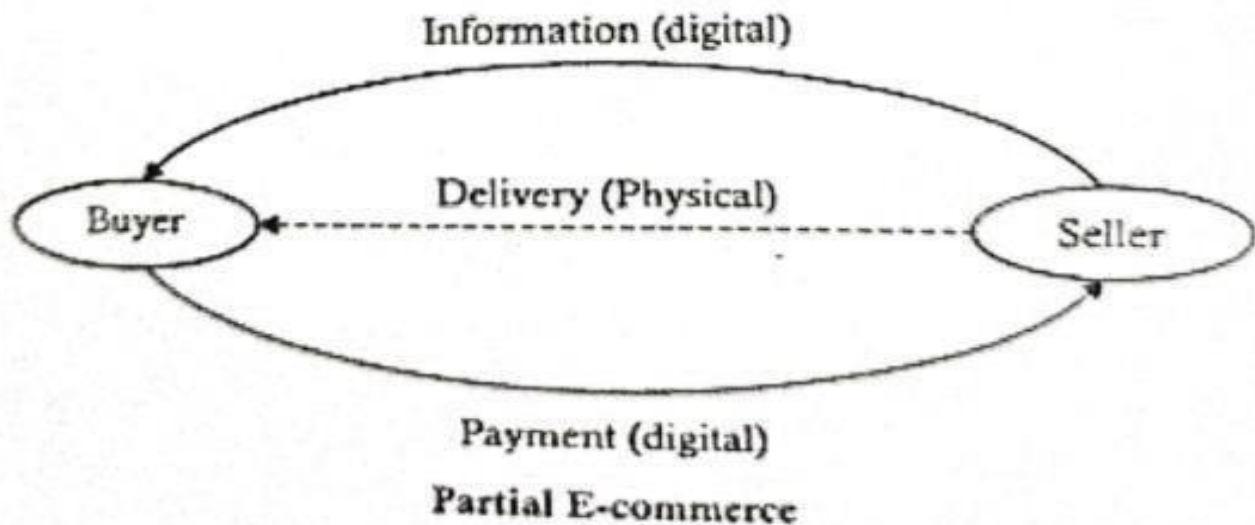 Information (digital)
Delivery (Physical)
Buyer
Seller
Payment (digital)
Partial E-commerce